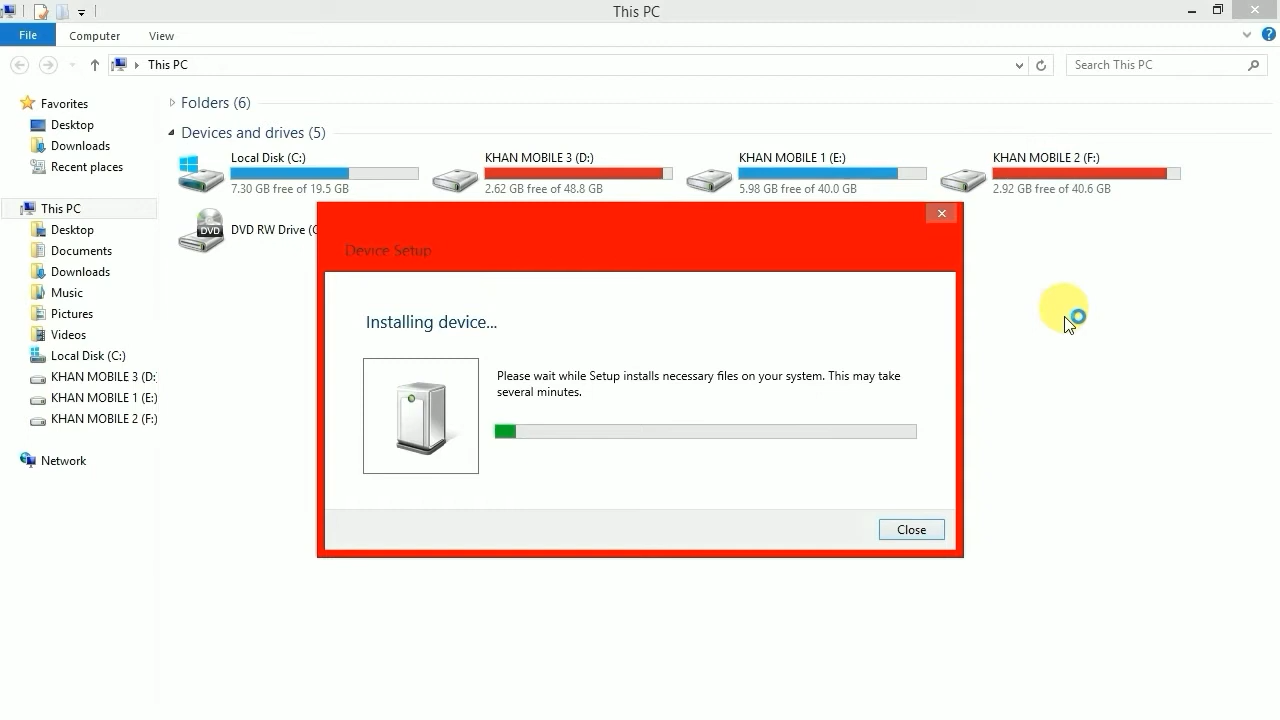 This PC
File
Computer
View
This PC
Search This PC
Favorites
Desktop
Downloads
Recent places
This PC
Desktop
Documents
Downloads
Music
Pictures
Videos
Local Disk (C:)
KHAN MOBILE 3 (D:
KHAN MOBILE 1 (E:)
KHAN MOBILE 2 (F:)
Network
Folders (6)
Devices and drives (5)
Local Disk (C:)
7.30 GB free of 19.5 GB
KHAN MOBILE 3 (D:)
2.62 GB free of 48.8 GB
KHAN MOBILE 1 (E:)
5.98 GB free of 40.0 GB
KHAN MOBILE 2 (F:)
2.92 GB free of 40.6 GB
DVD
DVD RW Drive (
Device Setup
Installing device...
Please wait while Setup installs necessary files on your system. This may take
several minutes.
Close